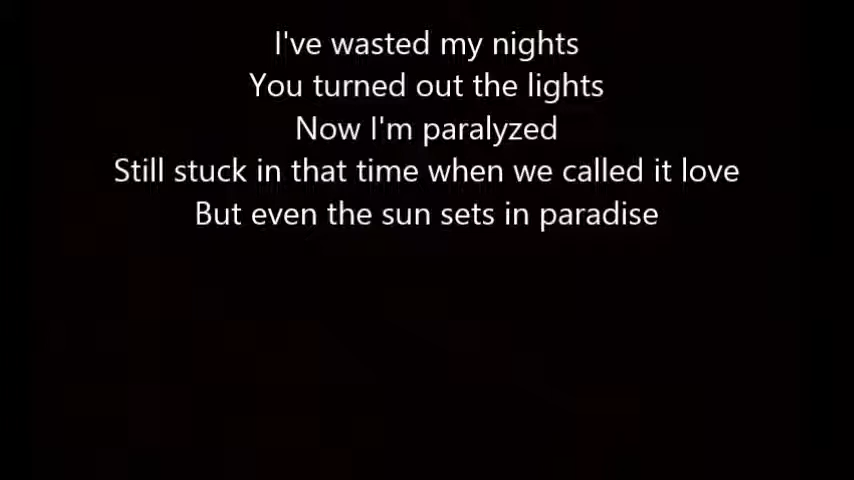 I've wasted my nights
You turned out the lights
Now I'm paralyzed
Still stuck in that time when we called it love
But even the sun sets in paradise